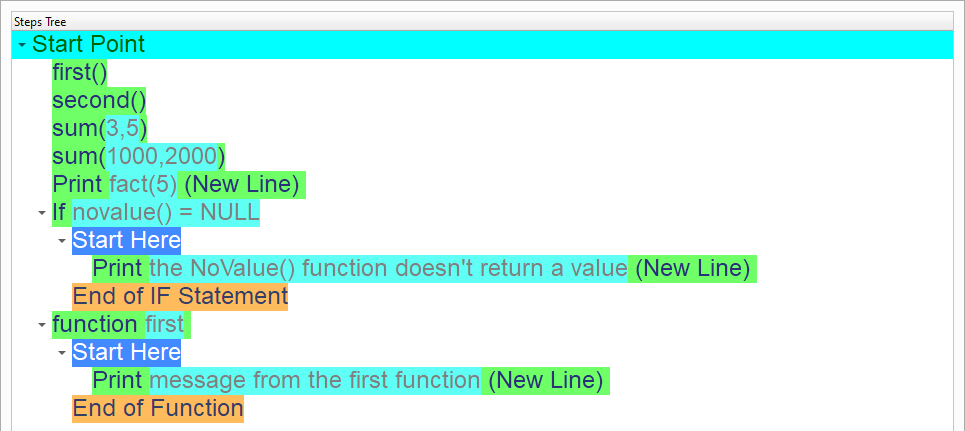 Steps Tree
Start Point
first()
second()
sum(3,5)
sum(1000,2000)
Print fact(5) (New Line)
If novalue() = NULL
Start Here
Print the NoValue() function doesn't return a value (New Line)
End of IF Statement
function first
Start Here
Print message from the first function (New Line)
End of Function